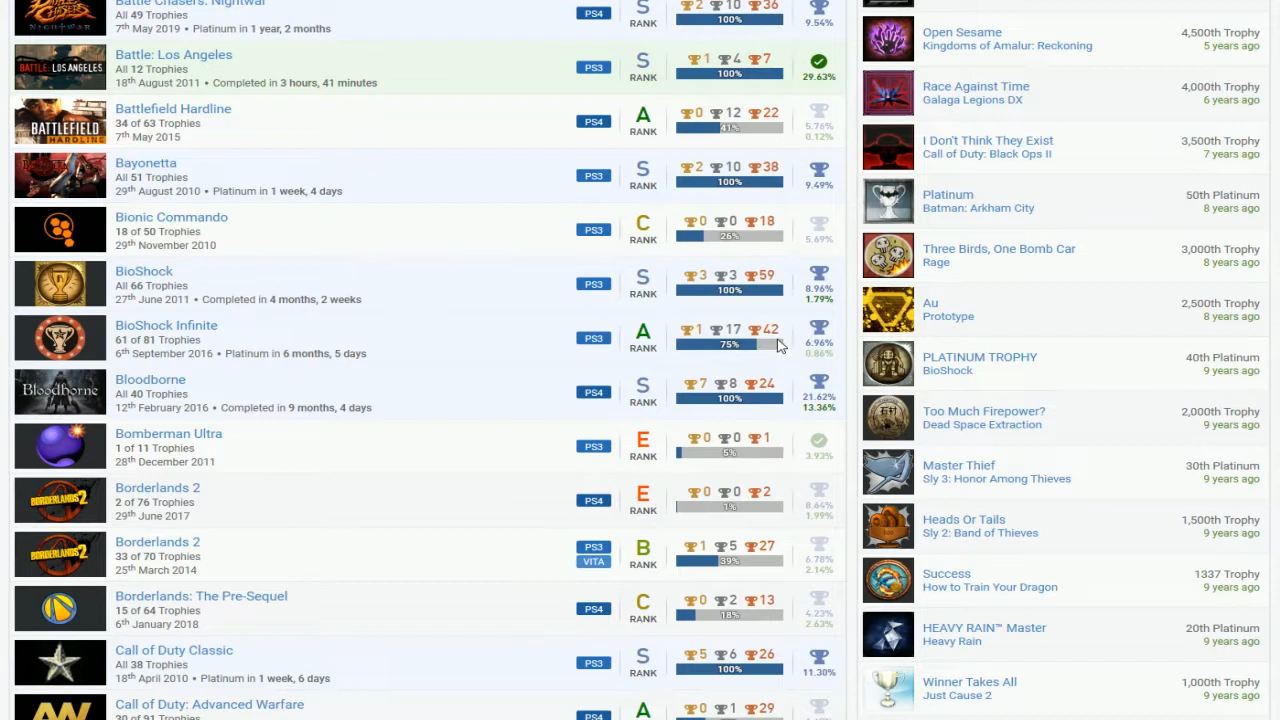 Battle Chasers: Nightwar
All 49 Trophies
7th May 2019 • Platinum in 1 year, 2 months
PS4
S
RANK
2 10 36
100%
9.54%
BATTLE: LOS ANGELES
Battle: Los Angeles
All 12 Trophies
18th August 2011 • Completed in 3 hours, 41 minutes
PS3
S
RANK
1 4 7
100%
29.63%
BATTLEFIELD
HARDLINE
Battlefield Hardline
34 of 63 Trophies
7th May 2015
PS4
A
RANK
0 12 22
41%
5.76%
0.12%
Bayonetta
All 51 Trophies
29th August 2010 • Platinum in 1 week, 4 days
PS3
S
RANK
2 10 38
100%
9.49%
Bionic Commando
18 of 50 Trophies
29th November 2010
PS3
C
RANK
0 0 18
26%
5.69%
BioShock
All 66 Trophies
27th June 2011 • Completed in 4 months, 2 weeks
PS3
S
RANK
3 3 59
100%
8.96%
1.79%
BioShock Infinite
61 of 81 Trophies
6th September 2016 • Platinum in 6 months, 5 days
PS3
A
RANK
1 17 42
75%
6.96%
0.86%
Bloodborne
Bloodborne
All 40 Trophies
12th February 2016 • Completed in 9 months, 4 days
PS4
S
RANK
7 8 24
100%
21.62%
13.36%
Bomberman Ultra
1 of 11 Trophies
28th December 2011
PS3
E
RANK
0 0 1
5%
3.93%
BORDERLANDS 2
Borderlands 2
2 of 76 Trophies
29th June 2017
PS4
E
RANK
0 0 2
1%
8.64%
1.99%
BORDERLANDS 2
Borderlands 2
33 of 70 Trophies
25th March 2014
PS3
VITA
B
RANK
1 5 27
39%
6.78%
2.14%
Borderlands: The Pre-Sequel
15 of 64 Trophies
5th January 2018
PS4
C
RANK
0 2 13
18%
4.23%
2.63%
Call of Duty Classic
All 38 Trophies
18th April 2010 • Platinum in 1 week, 6 days
PS3
S
RANK
5 6 26
100%
11.30%
AW
Call of Duty: Advanced Warfare
PS4
A
0 1 29
Open Sesame
Kingdoms of Amalur: Reckoning
4,500th Trophy
5 years ago
Race Against Time
Galaga Legions DX
4,000th Trophy
6 years ago
I Don't Think They Exist
Call of Duty: Black Ops II
3,500th Trophy
7 years ago
Platinum
Batman: Arkham City
50th Platinum
8 years ago
Three Birds, One Bomb Car
Rage
3,000th Trophy
8 years ago
Au
Prototype
2,500th Trophy
8 years ago
PLATINUM TROPHY
BioShock
40th Platinum
9 years ago
Too Much Firepower?
Dead Space Extraction
2,000th Trophy
9 years ago
Master Thief
Sly 3: Honor Among Thieves
30th Platinum
9 years ago
Heads Or Tails
Sly 2: Band of Thieves
1,500th Trophy
9 years ago
Success
How to Train Your Dragon
1337 Trophy
9 years ago
HEAVY RAIN™ Master
Heavy Rain
20th Platinum
9 years ago
Winner Takes All
Just Cause 2
1,000th Trophy
9 years ago